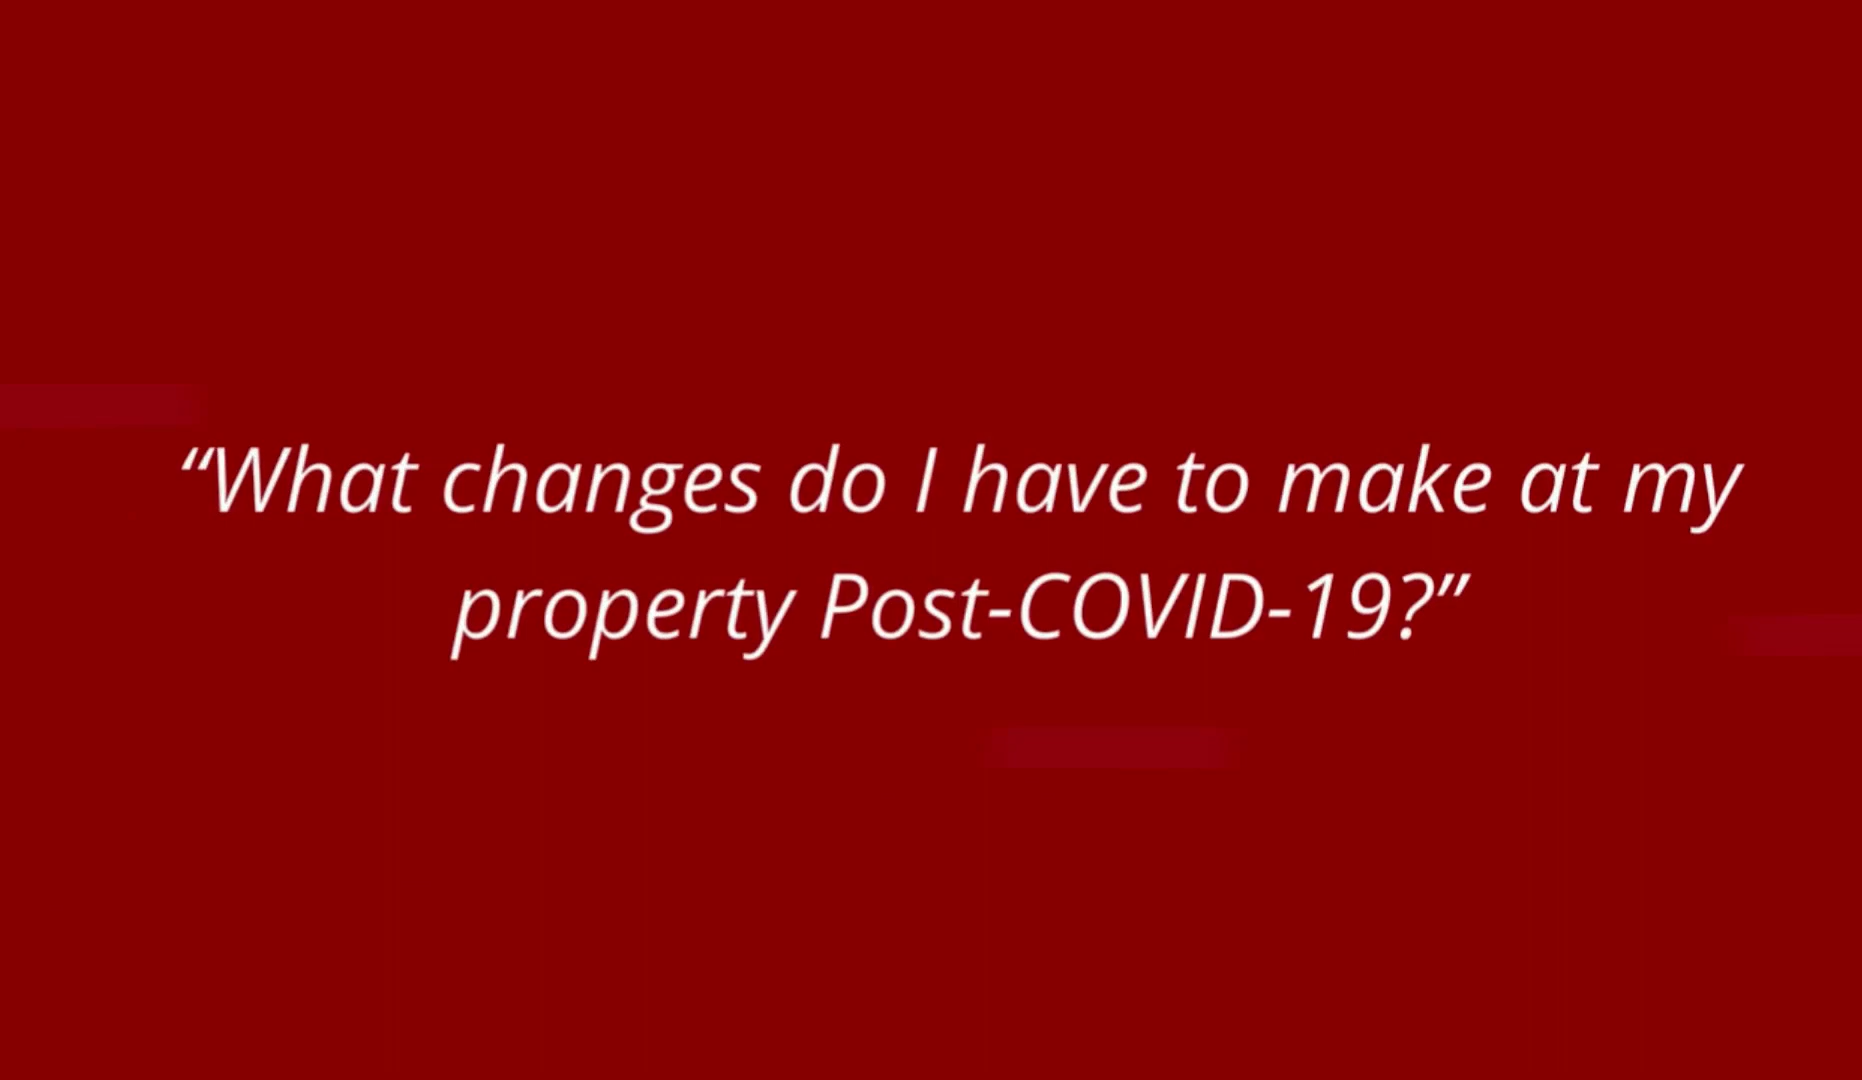 “What changes do I have to make at my
property Post-COVID-19?”